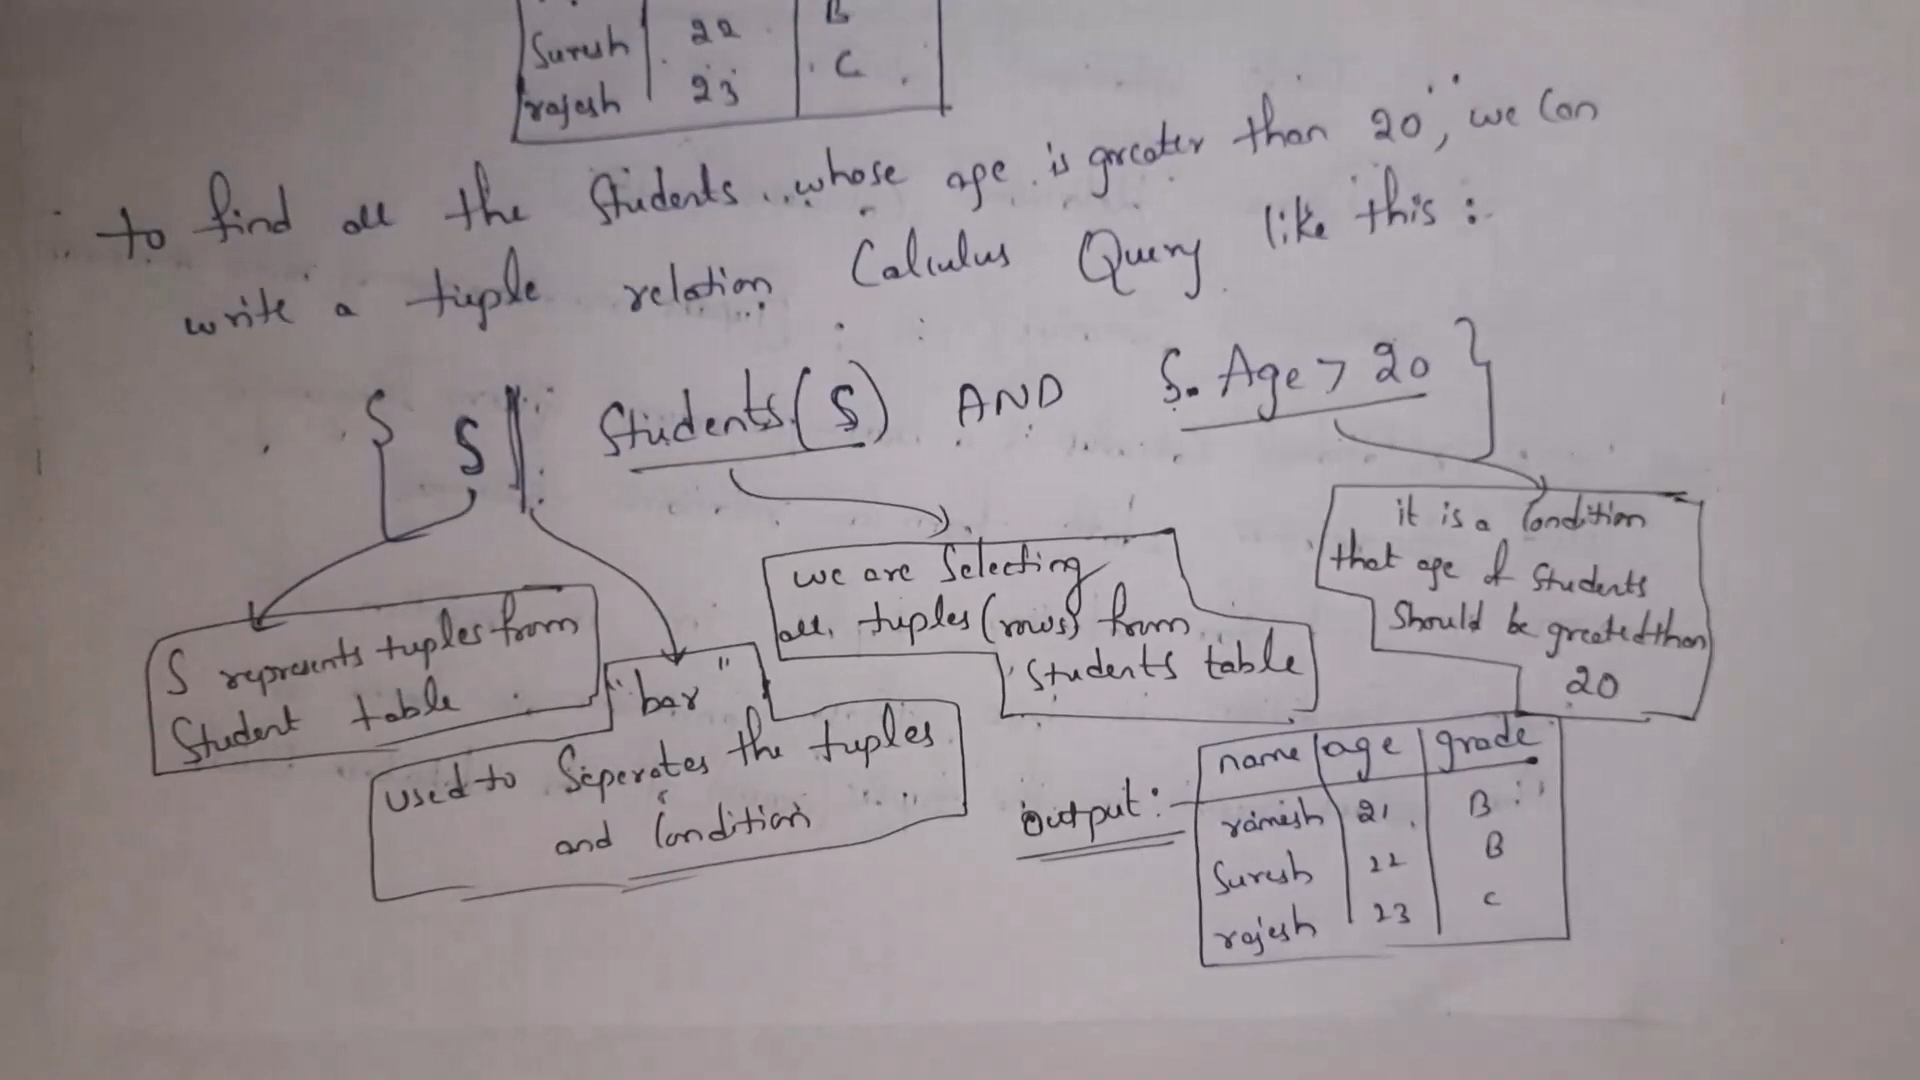 B
Suresh 22
rajesh 23 C
to find all the Students whose age is greater than 20, we Can
write a tuple relation Calculus Query like this :
{ S | Students (S) AND S. Age > 20 }
S represents tuples from
Student table
"bar"
used to Seperates the tuples
and Condition
we are Selecting
all tuples (rows) from
Students table
it is a Condition
that age of Students
Should be greated than
20
output :
name age grade
ramesh 21 B
Suresh 22 B
rajesh 23 C